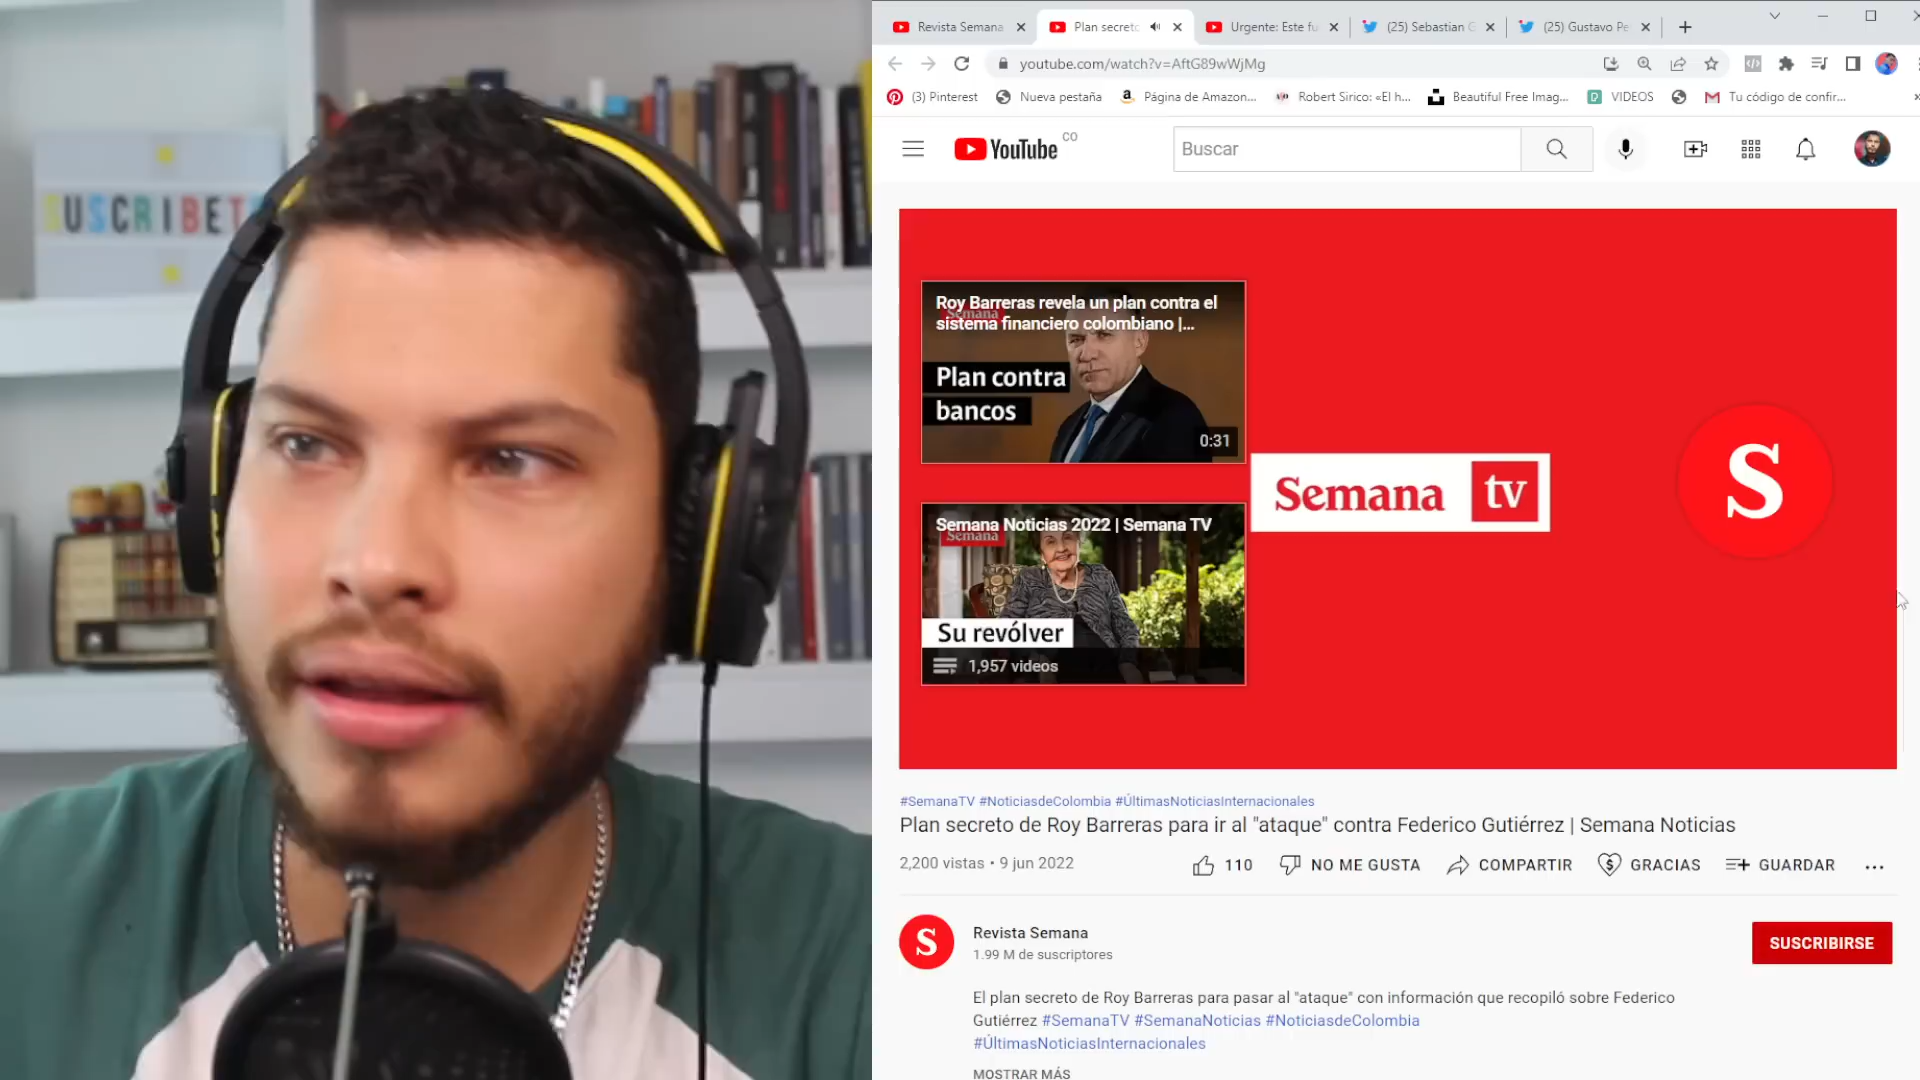 SUSCRIBETE
Revista Semana
Plan secreto
Urgente: Este fu
(25) Sebastian G
(25) Gustavo Pe
youtube.com/watch?v=AftG89wWjMg
(3) Pinterest
Nueva pestaña
Página de Amazon...
Robert Sirico: «El h...
Beautiful Free Imag...
VIDEOS
Tu código de confir...
YouTube CO
Buscar
Roy Barreras revela un plan contra el
sistema financiero colombiano |...
Semana
Plan contra
bancos
0:31
Semana Noticias 2022 | Semana TV
Semana
Su revólver
1,957 videos
Semana tv
S
#SemanaTV #NoticiasdeColombia #ÚltimasNoticiasInternacionales
Plan secreto de Roy Barreras para ir al "ataque" contra Federico Gutiérrez | Semana Noticias
2,200 vistas • 9 jun 2022
110
NO ME GUSTA
COMPARTIR
GRACIAS
GUARDAR
S
Revista Semana
1.99 M de suscriptores
SUSCRIBIRSE
El plan secreto de Roy Barreras para pasar al "ataque" con información que recopiló sobre Federico
Gutiérrez #SemanaTV #SemanaNoticias #NoticiasdeColombia
#ÚltimasNoticiasInternacionales
MOSTRAR MÁS